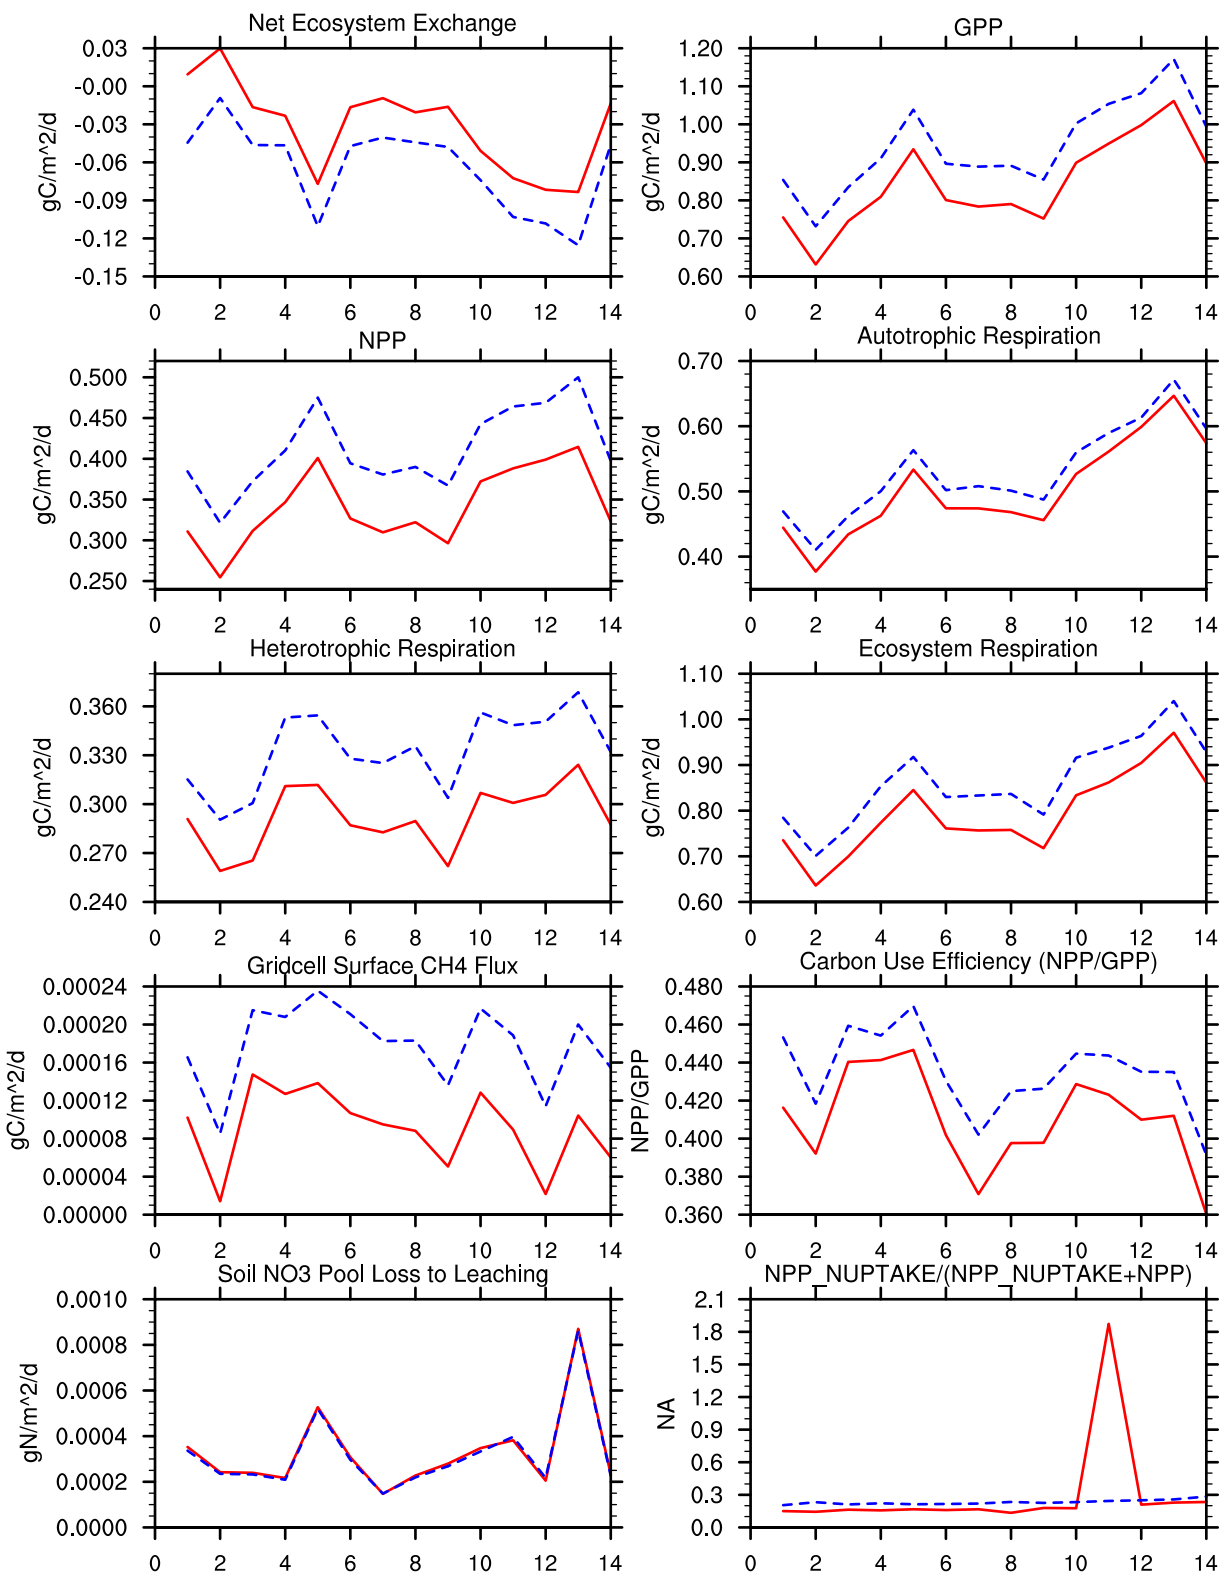 Net Ecosystem Exchange
gC/m^2/d
0.03
-0.00
-0.03
-0.06
-0.09
-0.12
-0.15
0 2 4 6 8 10 12 14
GPP
gC/m^2/d
1.20
1.00
0.90
0.80
0.70
0.60
0 2 4 6 8 10 12 14
NPP
gC/m^2/d
0.500
0.450
0.400
0.350
0.300
0.250
0 2 4 6 8 10 12 14
Autotrophic Respiration
gC/m^2/d
0.70
0.60
0.50
0.40
0 2 4 6 8 10 12 14
Heterotrophic Respiration
gC/m^2/d
0.360
0.330
0.300
0.270
0.240
0 2 4 6 8 10 12 14
Ecosystem Respiration
gC/m^2/d
1.10
1.00
0.90
0.80
0.70
0.60
0 2 4 6 8 10 12 14
Gridcell Surface CH4 Flux
gC/m^2/d
0.00024
0.00020
0.00016
0.00012
0.00008
0.00004
0.00000
0 2 4 6 8 10 12 14
Carbon Use Efficiency (NPP/GPP)
NPP/GPP
0.480
0.460
0.440
0.420
0.400
0.380
0.360
0 2 4 6 8 10 12 14
Soil NO3 Pool Loss to Leaching
gN/m^2/d
0.0010
0.0008
0.0006
0.0004
0.0002
0.0000
0 2 4 6 8 10 12 14
NPP_NUPTAKE/(NPP_NUPTAKE+NPP)
NA
2.1
1.8
1.5
1.2
0.9
0.6
0.3
0.0
0 2 4 6 8 10 12 14